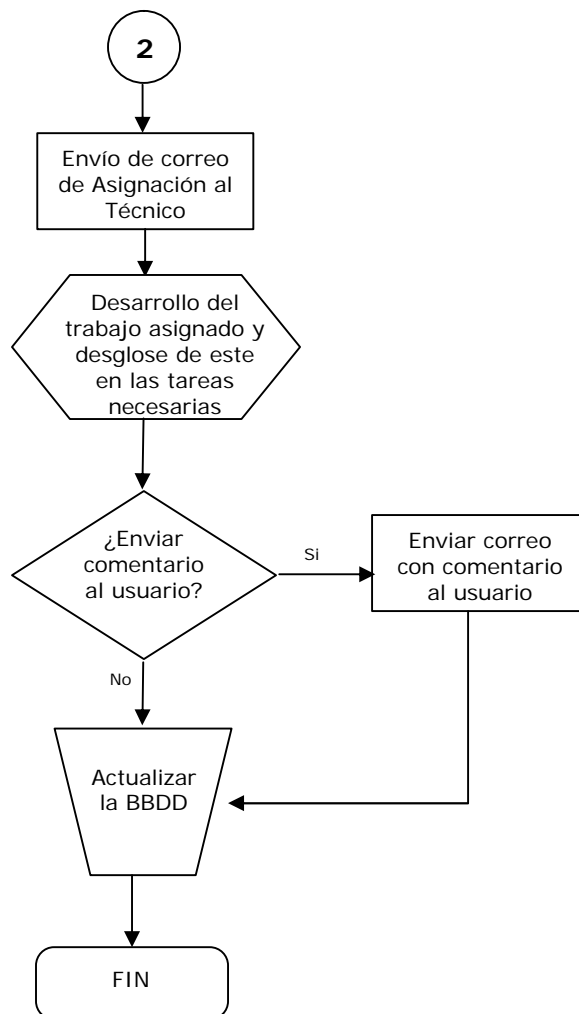 2
Envío de correo
de Asignación al
Técnico
Desarrollo del
trabajo asignado y
desglose de este
en las tareas
necesarias
¿Enviar
comentario
al usuario?
Si
Enviar correo
con comentario
al usuario
No
Actualizar
la BBDD
FIN